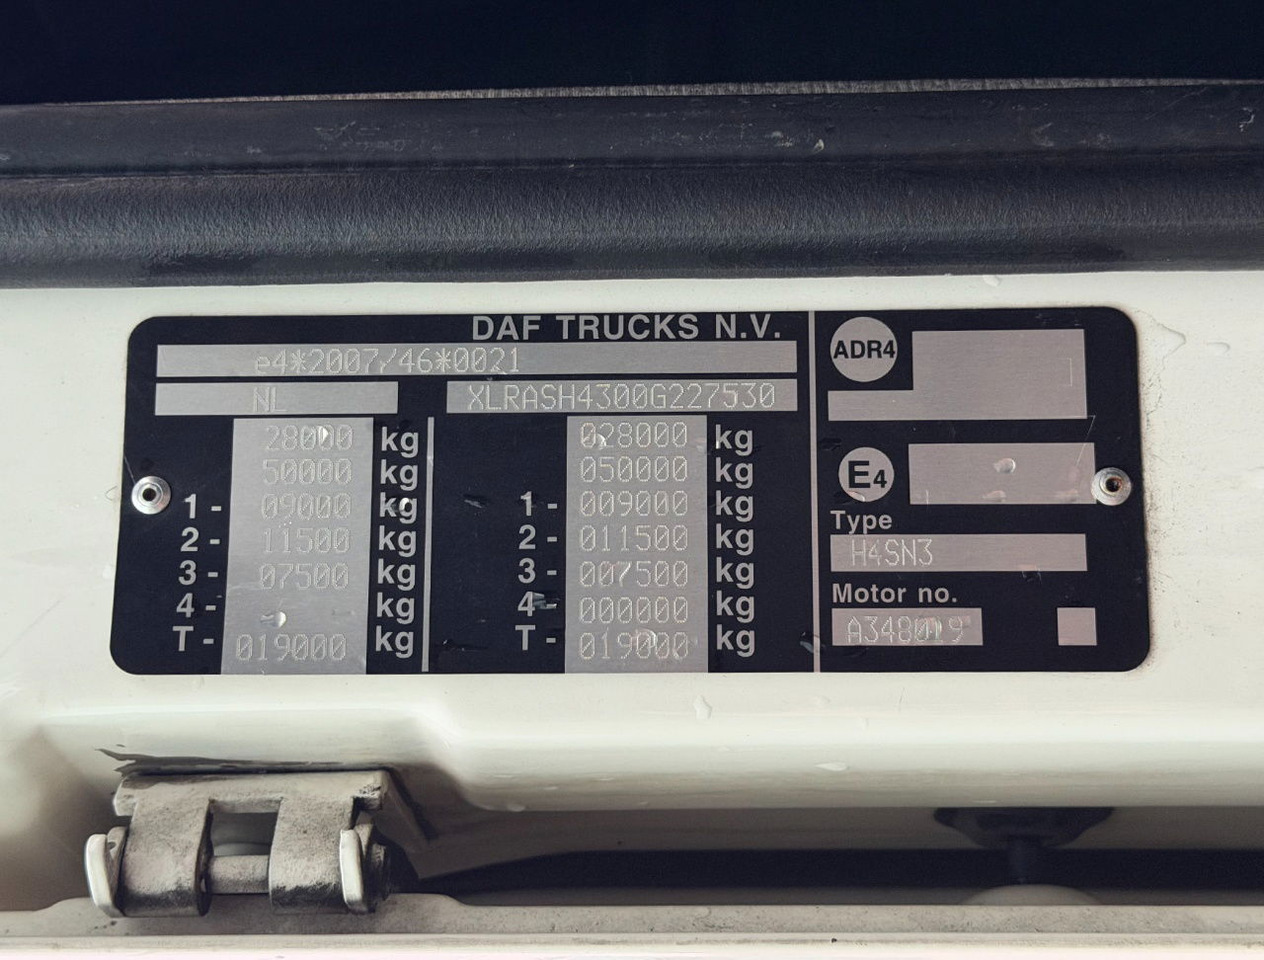 DAF TRUCKS N.V.
e4*2007/46*0021
NL XLRASH4300G227530
28000 kg 028000 kg
50000 kg 050000 kg
1- 09000 kg 1- 009000 kg
2- 11500 kg 2- 011500 kg
3- 07500 kg 3- 007500 kg
4- kg 4- 000000 kg
T- 019000 kg T- 019000 kg
ADR4
E4
Type
H4SN3
Motor no.
A348019